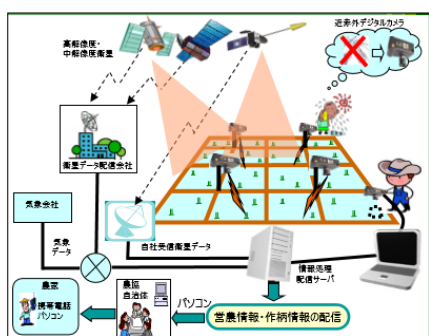 近赤外デジタルカメラ
高解像度・
中解像度衛星
衛星データ配信会社
気象会社
自社受信衛星データ
気象
データ
情報処理
配信サーバ
農家
携帯電話
パソコン
農協
自治体
パソコン
営農情報・作柄情報の配信